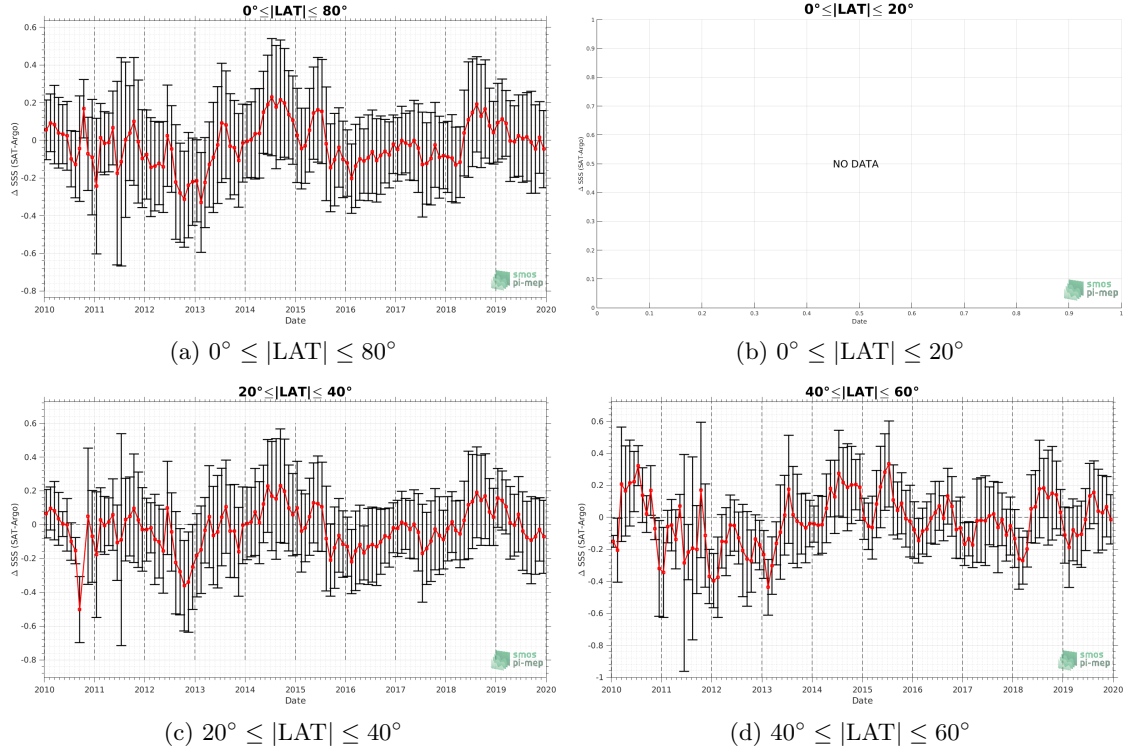 0°≤|LAT|≤ 80°
0.6
0.4
0.2
0
-0.2
-0.4
-0.6
-0.8
Δ SSS (SAT-Argo)
2010 2011 2012 2013 2014 2015 2016 2017 2018 2019 2020
Date
smos
pi-mep
(a) 0° ≤ |LAT| ≤ 80°
0°≤|LAT|≤ 20°
1
0.9
0.8
0.7
0.6
0.5
0.4
0.3
0.2
0.1
0
Δ SSS (SAT-Argo)
NO DATA
0 0.1 0.2 0.3 0.4 0.5 0.6 0.7 0.8 0.9 1
Date
smos
pi-mep
(b) 0° ≤ |LAT| ≤ 20°
20°≤|LAT|≤ 40°
0.6
0.4
0.2
0
-0.2
-0.4
-0.6
-0.8
Δ SSS (SAT-Argo)
2010 2011 2012 2013 2014 2015 2016 2017 2018 2019 2020
Date
smos
pi-mep
(c) 20° ≤ |LAT| ≤ 40°
40°≤|LAT|≤ 60°
0.6
0.4
0.2
0
-0.2
-0.4
-0.6
-0.8
-1
Δ SSS (SAT-Argo)
2010 2011 2012 2013 2014 2015 2016 2017 2018 2019 2020
Date
smos
pi-mep
(d) 40° ≤ |LAT| ≤ 60°